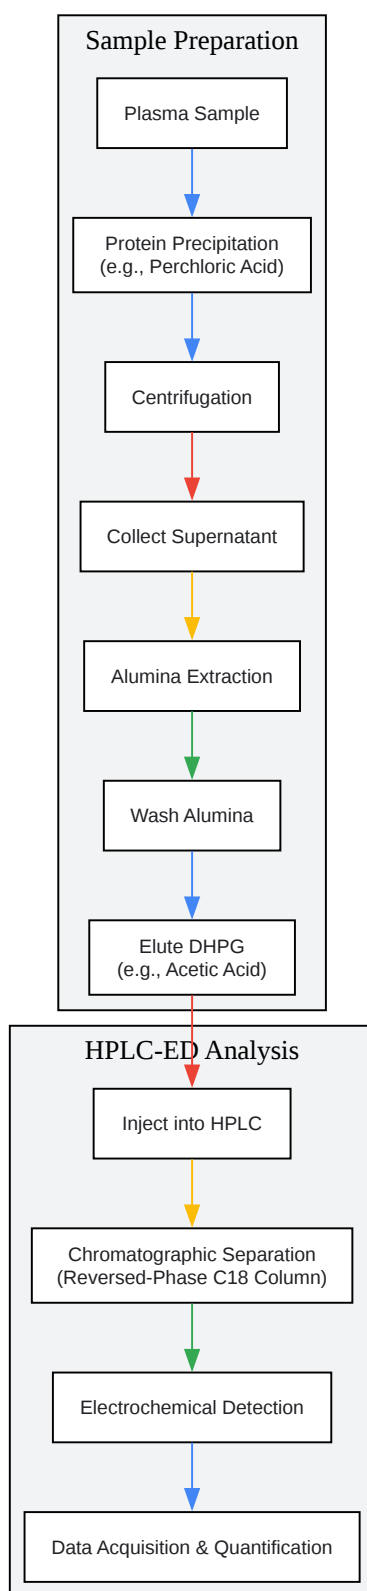 Sample Preparation
Plasma Sample
Protein Precipitation
(e.g., Perchloric Acid)
Centrifugation
Collect Supernatant
Alumina Extraction
Wash Alumina
Elute DHPG
(e.g., Acetic Acid)
HPLC-ED Analysis
Inject into HPLC
Chromatographic Separation
(Reversed-Phase C18 Column)
Electrochemical Detection
Data Acquisition & Quantification